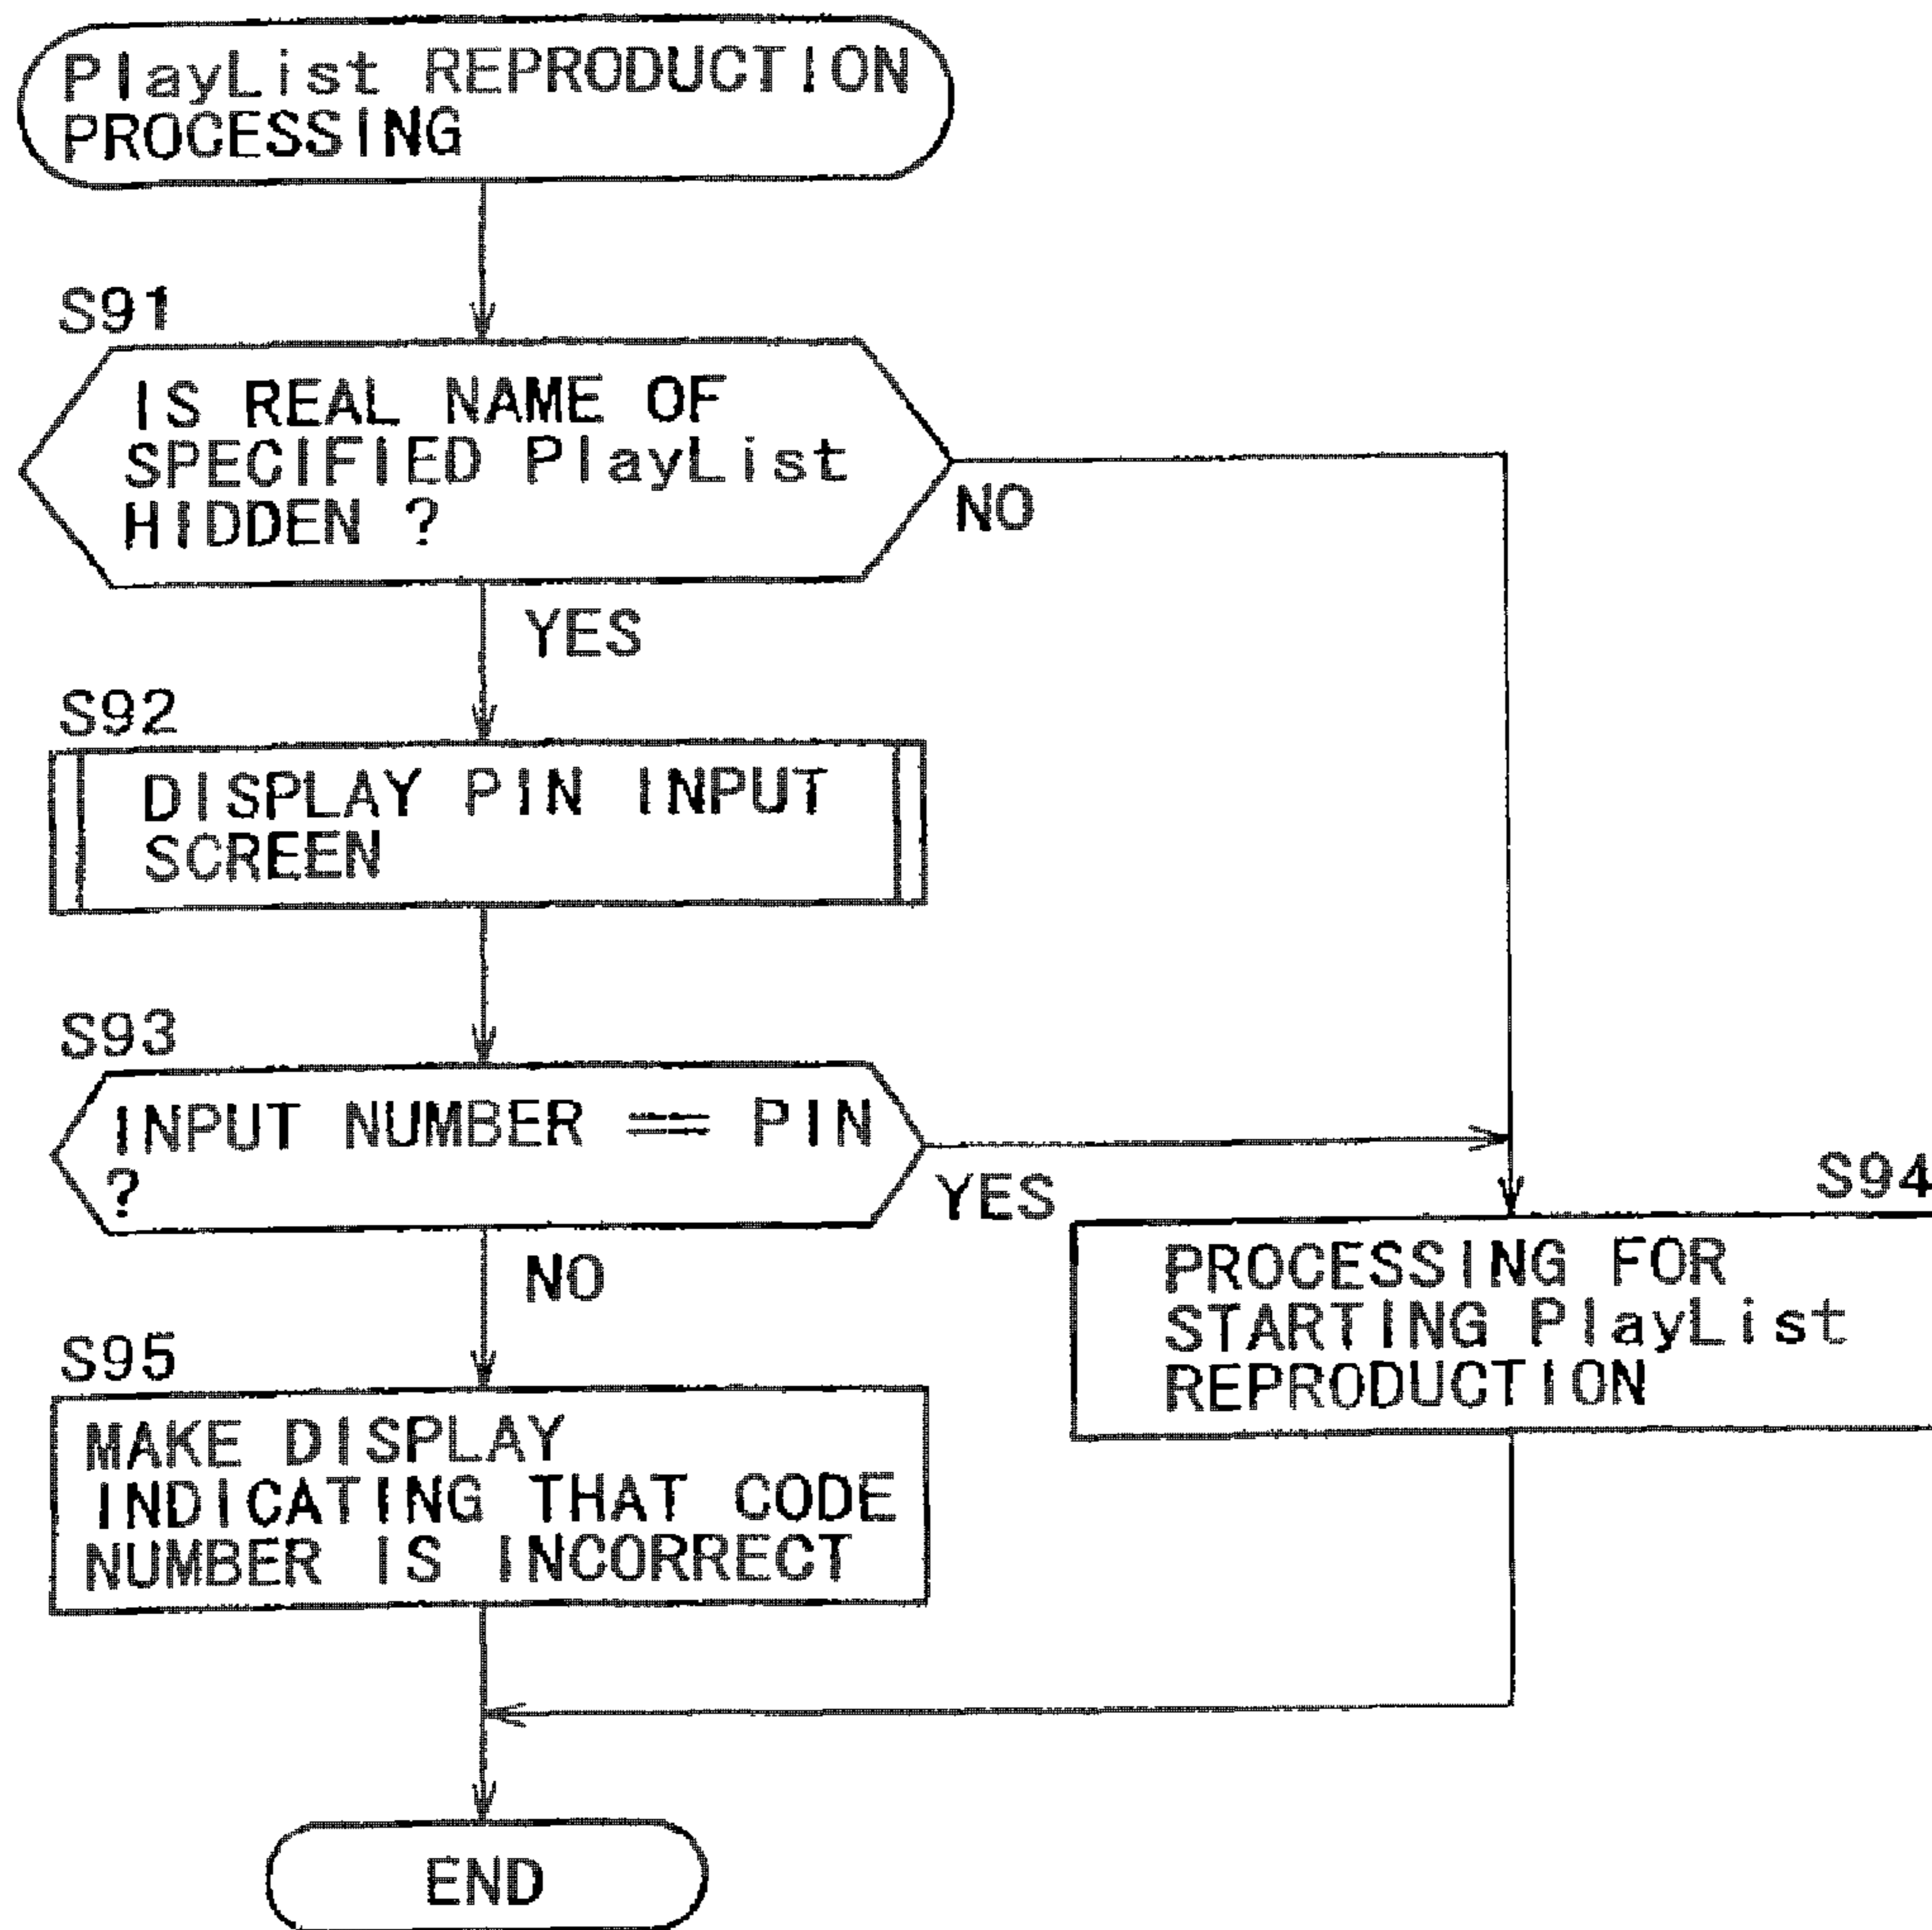 PlayList REPRODUCTION
PROCESSING
S91
IS REAL NAME OF
SPECIFIED PlayList
HIDDEN ?
NO
YES
S92
DISPLAY PIN INPUT
SCREEN
S93
INPUT NUMBER == PIN
?
YES
NO
S94
PROCESSING FOR
STARTING PlayList
REPRODUCTION
S95
MAKE DISPLAY
INDICATING THAT CODE
NUMBER IS INCORRECT
END